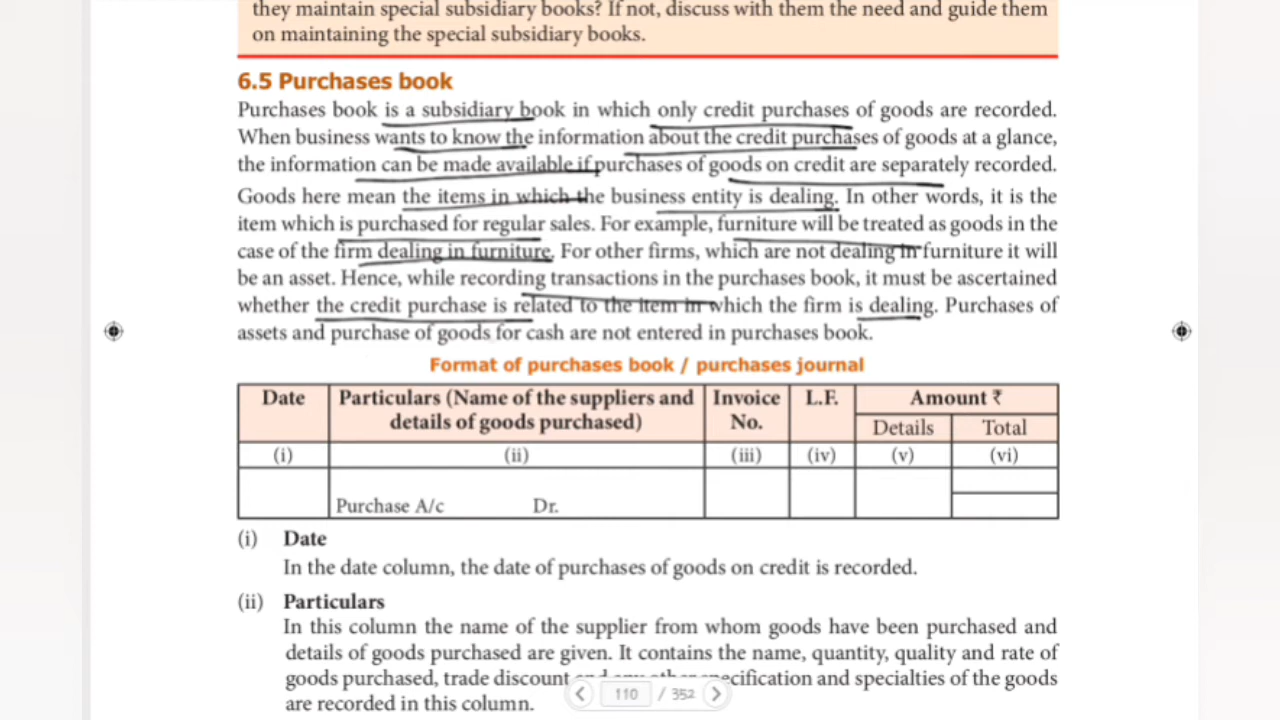 they maintain special subsidiary books? If not, discuss with them the need and guide them
on maintaining the special subsidiary books.
6.5 Purchases book
Purchases book is a subsidiary book in which only credit purchases of goods are recorded.
When business wants to know the information about the credit purchases of goods at a glance,
the information can be made available if purchases of goods on credit are separately recorded.
Goods here mean the items in which the business entity is dealing. In other words, it is the
item which is purchased for regular sales. For example, furniture will be treated as goods in the
case of the firm dealing in furniture. For other firms, which are not dealing in furniture it will
be an asset. Hence, while recording transactions in the purchases book, it must be ascertained
whether the credit purchase is related to the item in which the firm is dealing. Purchases of
assets and purchase of goods for cash are not entered in purchases book.
Format of purchases book / purchases journal
Date Particulars (Name of the suppliers and Invoice L.F. Amount ₹
details of goods purchased) No. Details Total
(i) (ii) (iii) (iv) (v) (vi)
Purchase A/c Dr.
(i) Date
In the date column, the date of purchases of goods on credit is recorded.
(ii) Particulars
In this column the name of the supplier from whom goods have been purchased and
details of goods purchased are given. It contains the name, quantity, quality and rate of
goods purchased, trade discount and any other specification and specialties of the goods
are recorded in this column.
110 / 352